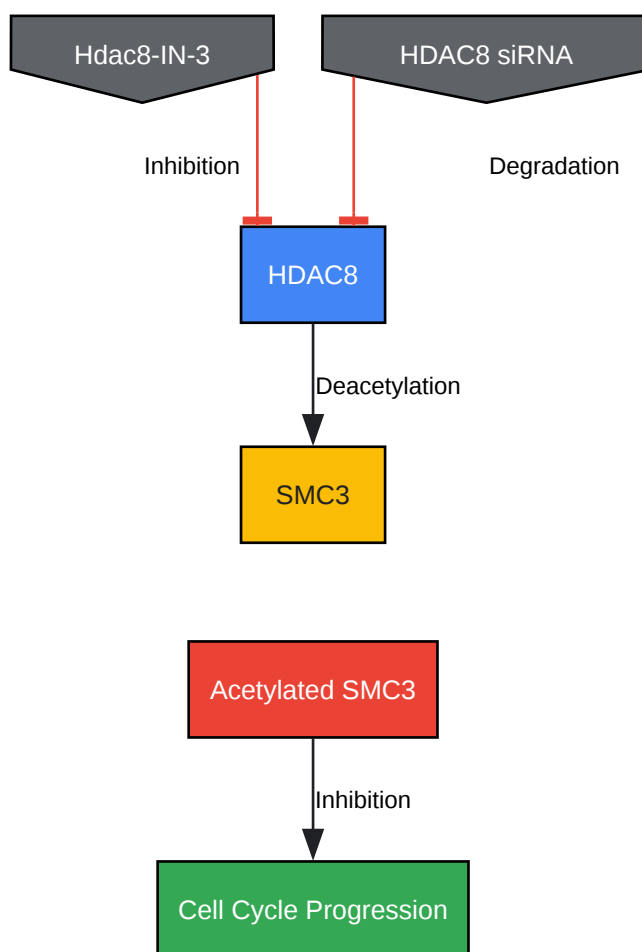 Hdac8-IN-3
HDAC8 siRNA
Inhibition
Degradation
HDAC8
Deacetylation
SMC3
Acetylated SMC3
Inhibition
Cell Cycle Progression